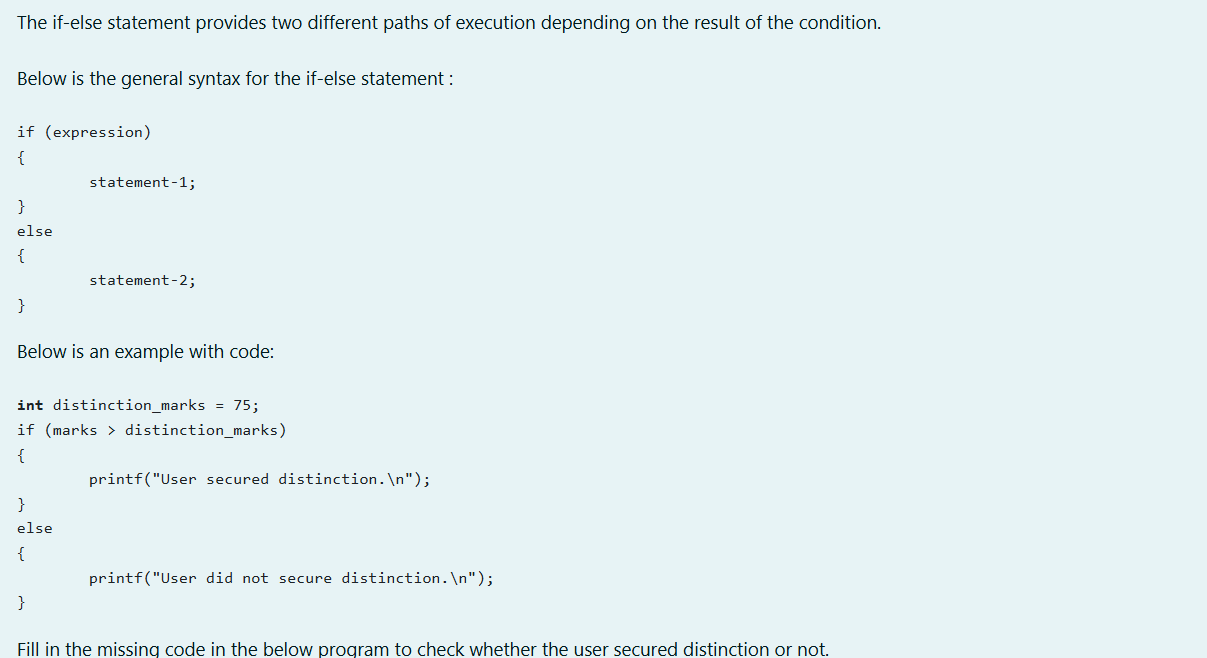 The if-else statement provides two different paths of execution depending on the result of the condition.
Below is the general syntax for the if-else statement :
if (expression)
{
        statement-1;
}
else
{
        statement-2;
}
Below is an example with code:
int distinction_marks = 75;
if (marks > distinction_marks)
{
        printf("User secured distinction.\n");
}
else
{
        printf("User did not secure distinction.\n");
}
Fill in the missing code in the below program to check whether the user secured distinction or not.